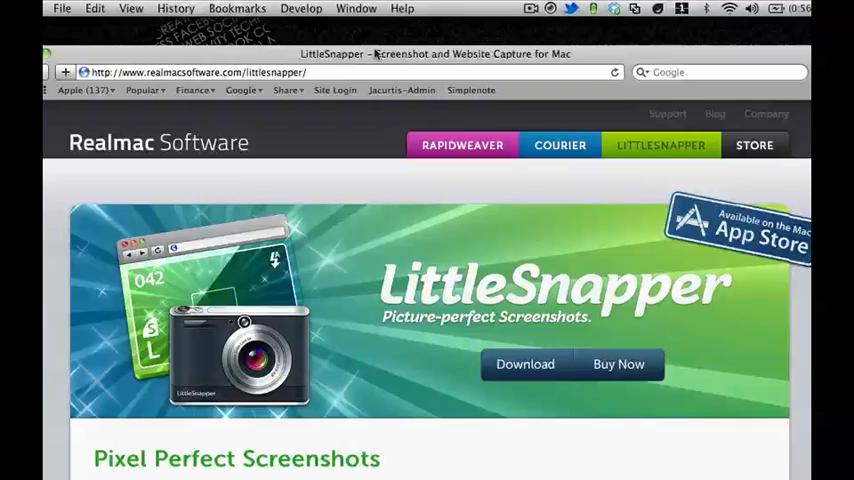 File Edit View History Bookmarks Develop Window Help (0:56
LittleSnapper – Screenshot and Website Capture for Mac
http://www.realmacsoftware.com/littlesnapper/ Google
Apple (137) Popular Finance Google Share Site Login Jacurtis-Admin Simplenote
Support Blog Company
Realmac Software RAPIDWEAVER COURIER LITTLESNAPPER STORE
Available on the Mac
App Store
042
S
L
LittleSnapper
Picture-perfect Screenshots.
Download Buy Now
LittleSnapper
Pixel Perfect Screenshots